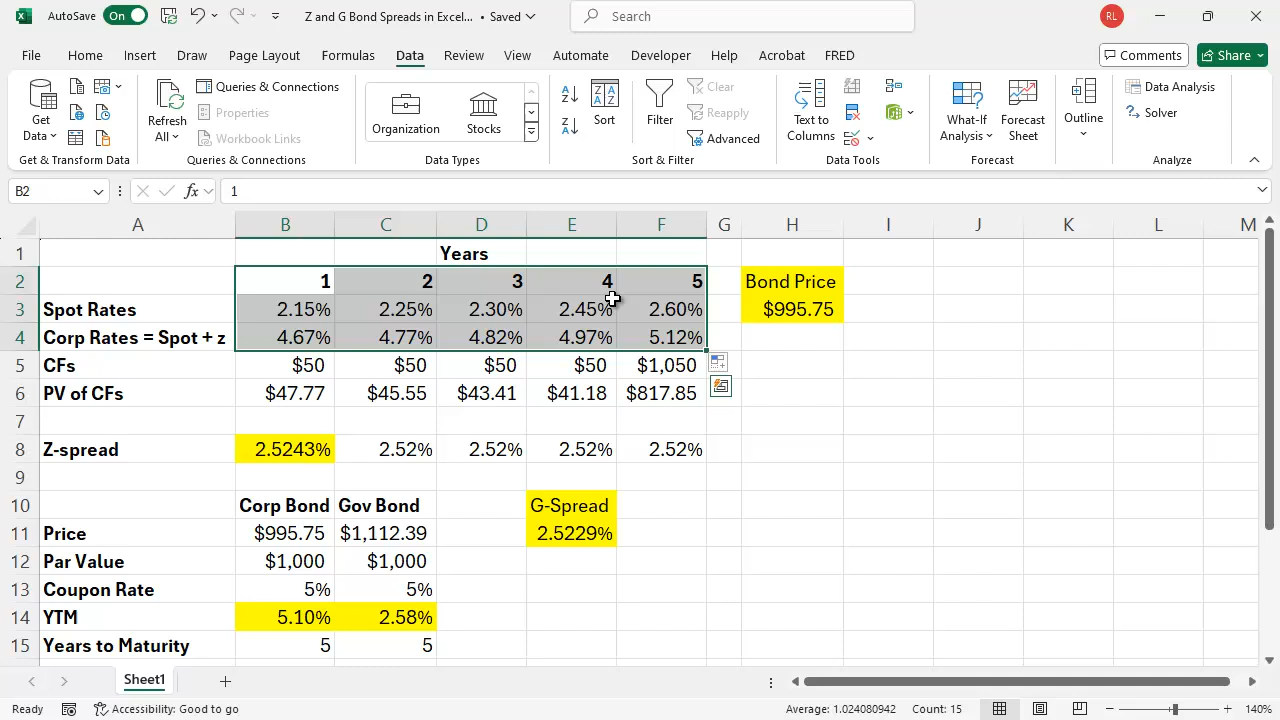 AutoSave On Z and G Bond Spreads in Excel... • Saved Search RL
File Home Insert Draw Page Layout Formulas Data Review View Automate Developer Help Acrobat FRED Comments Share
Get Data Refresh All Queries & Connections Properties Workbook Links Organization Stocks Sort Filter Clear Reapply Advanced Text to Columns What-If Analysis Forecast Sheet Outline Data Analysis Solver
Get & Transform Data Queries & Connections Data Types Sort & Filter Data Tools Forecast Analyze
B2 fx 1
A B C D E F G H I J K L M
1 Years
2 1 2 3 4 5 Bond Price
3 Spot Rates 2.15% 2.25% 2.30% 2.45% 2.60% $995.75
4 Corp Rates = Spot + z 4.67% 4.77% 4.82% 4.97% 5.12%
5 CFs $50 $50 $50 $50 $1,050
6 PV of CFs $47.77 $45.55 $43.41 $41.18 $817.85
7
8 Z-spread 2.5243% 2.52% 2.52% 2.52% 2.52%
9
10 Corp Bond Gov Bond G-Spread
11 Price $995.75 $1,112.39 2.5229%
12 Par Value $1,000 $1,000
13 Coupon Rate 5% 5%
14 YTM 5.10% 2.58%
15 Years to Maturity 5 5
Sheet1
Ready Accessibility: Good to go Average: 1.024080942 Count: 15 140%